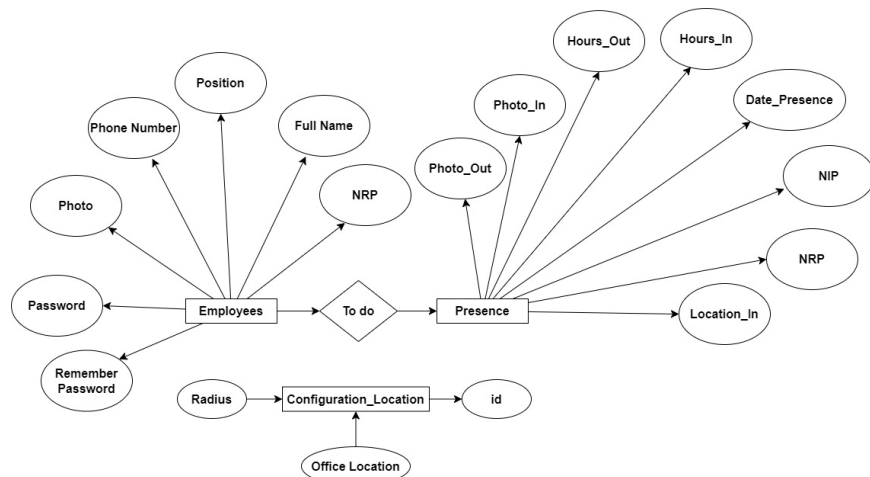 Hours_Out
Hours_In
Position
Photo_In
Date_Presence
Phone Number
Full Name
Photo_Out
NIP
Photo
NRP
NRP
Password
Employees
To do
Presence
Location_In
Remember
Password
Radius
Configuration_Location
id
Office Location